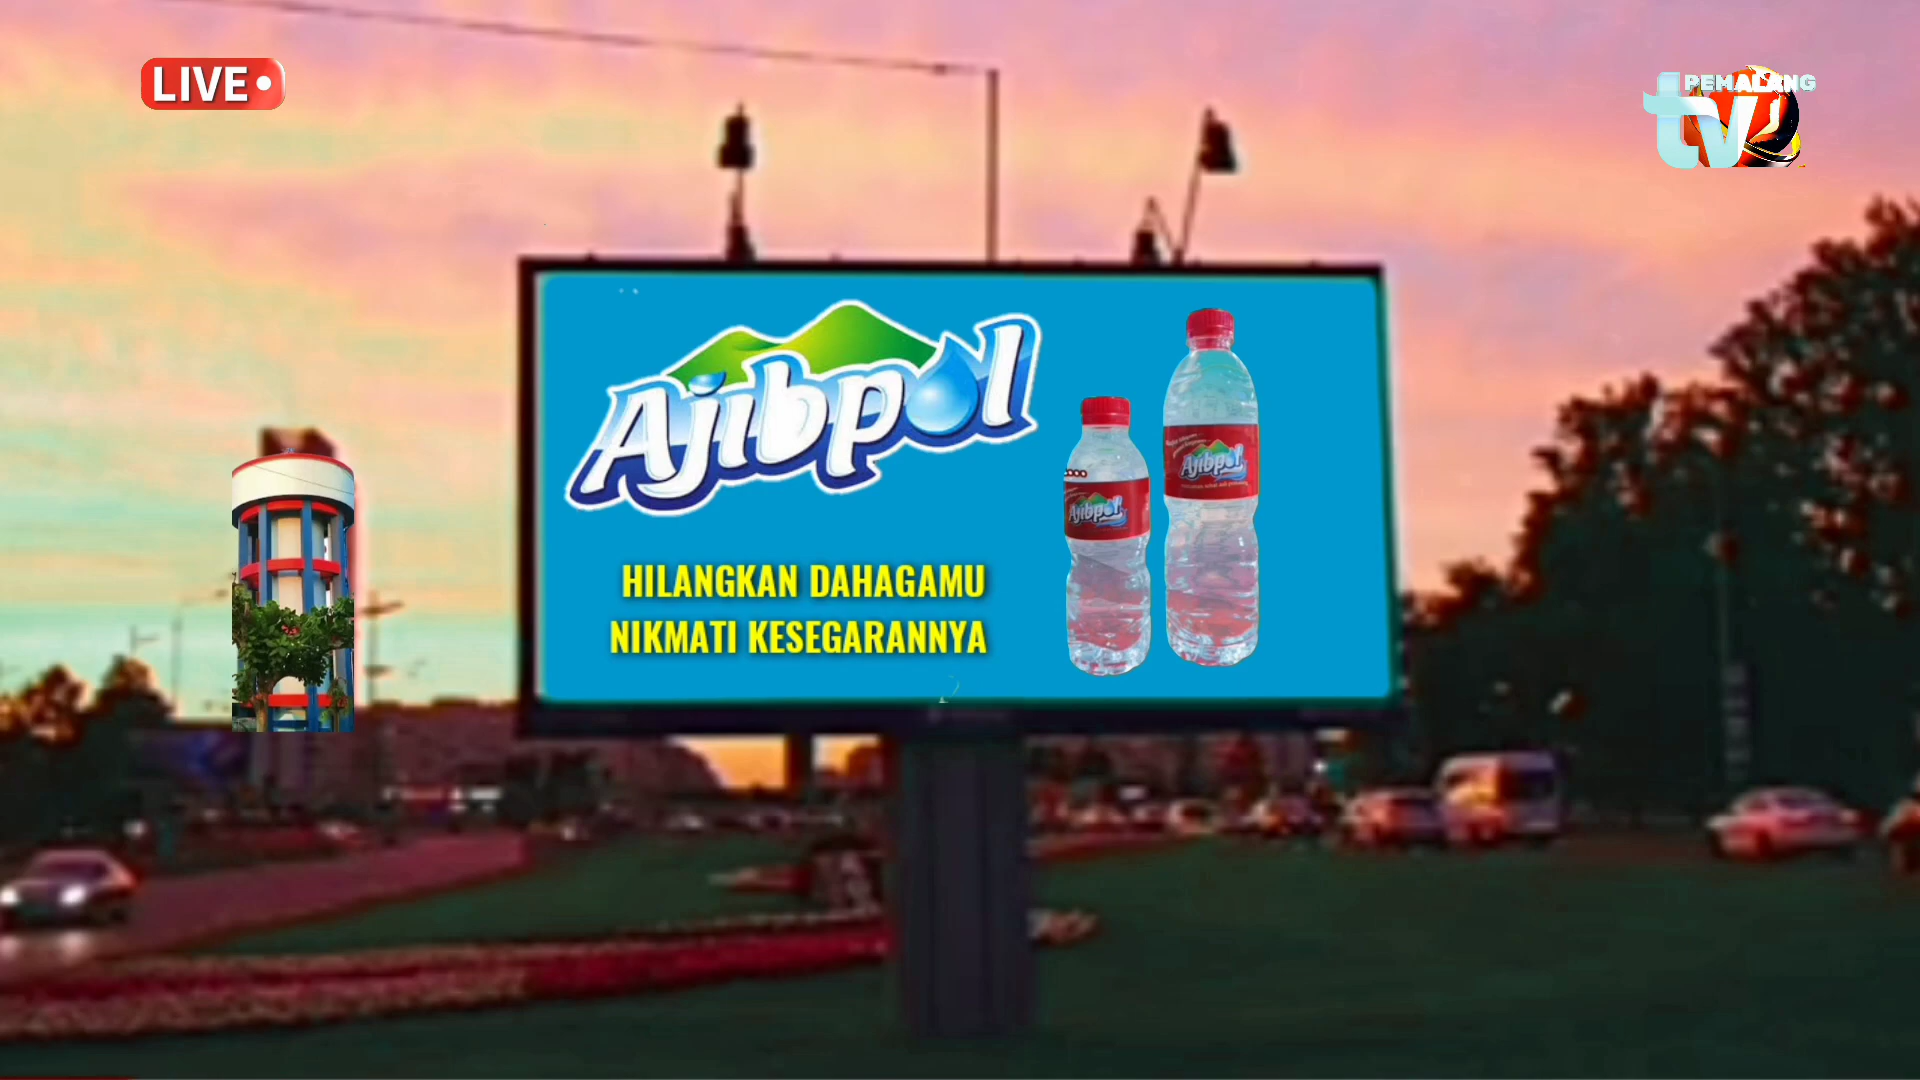 LIVE
PEMALANG
tv
Ajibpol
HILANGKAN DAHAGAMU
NIKMATI KESEGARANNYA
Ajibpol
Ajibpol